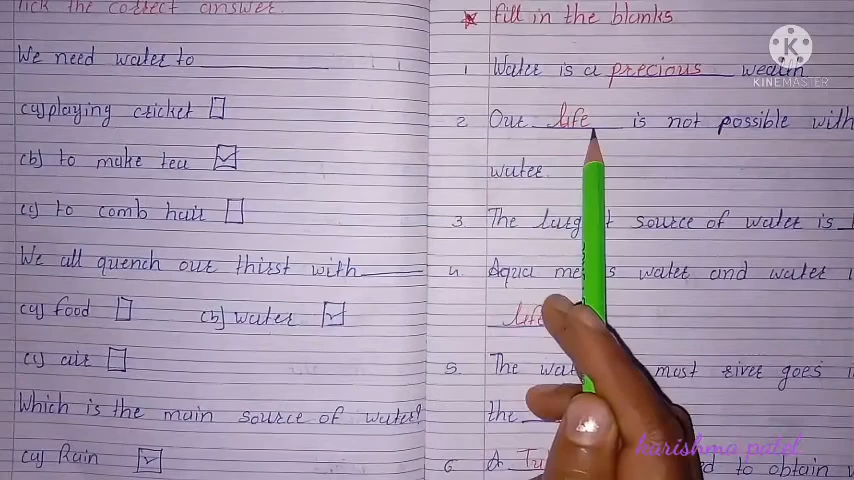 Tick the correct answer.
We need water to
(a) playing cricket
(b) to make tea
(c) to comb hair
We all quench our thirst with
(a) food (b) water
(c) air
Which is the main source of water?
(a) Rain
* Fill in the blanks
1. Water is a precious wealth
2. Our life is not possible with
water.
3. The source of water is
4. Aqua water and water
life
5. The most river goes
the
6. A to obtain
K
KINEMASTER
karishma patel